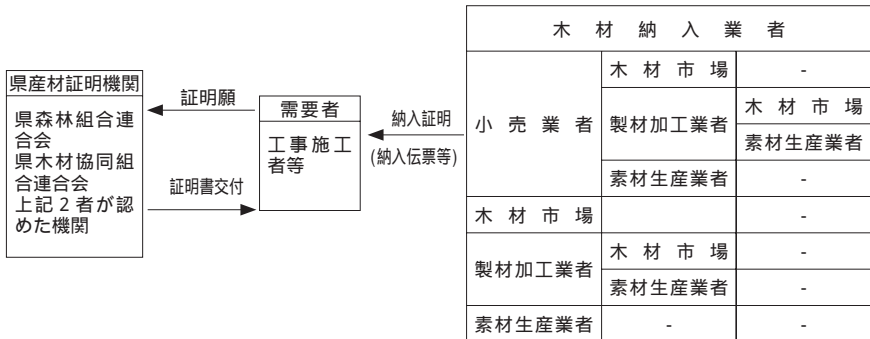 木材納入業者
県産材証明機関
県森林組合連
合会
県木材協同組
合連合会
上記2者が認
めた機関
証明願
証明書交付
需要者
工事施工
者等
納入証明
(納入伝票等)
小売業者
木材市場
-
製材加工業者
木材市場
素材生産業者
素材生産業者
-
木材市場
-
製材加工業者
木材市場
-
素材生産業者
-
素材生産業者
-
-